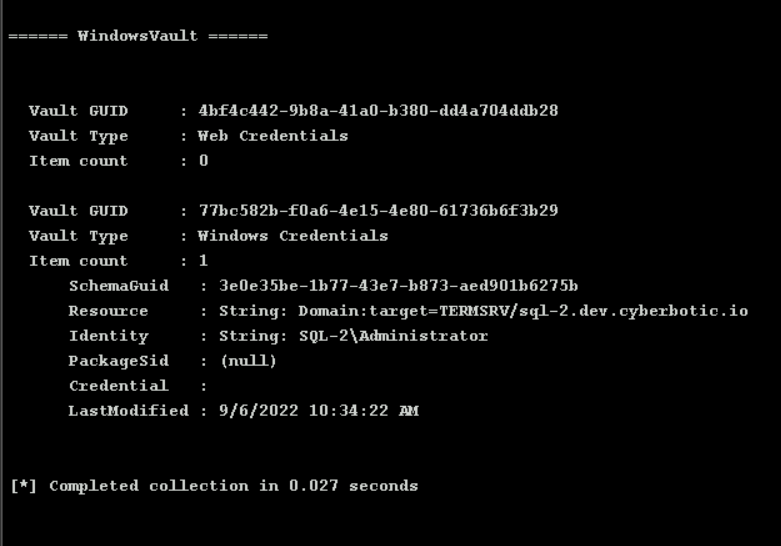 ====== WindowsVault ======
Vault GUID     : 4bf4c442-9b8a-41a0-b380-dd4a704ddb28
Vault Type     : Web Credentials
Item count     : 0
Vault GUID     : 77bc582b-f0a6-4e15-4e80-61736b6f3b29
Vault Type     : Windows Credentials
Item count     : 1
SchemaGuid   : 3e0e35be-1b77-43e7-b873-aed901b6275b
Resource     : String: Domain:target=TERMSRV/sql-2.dev.cyberbotic.io
Identity     : String: SQL-2\Administrator
PackageSid   : (null)
Credential   :
LastModified : 9/6/2022 10:34:22 AM
[*] Completed collection in 0.027 seconds